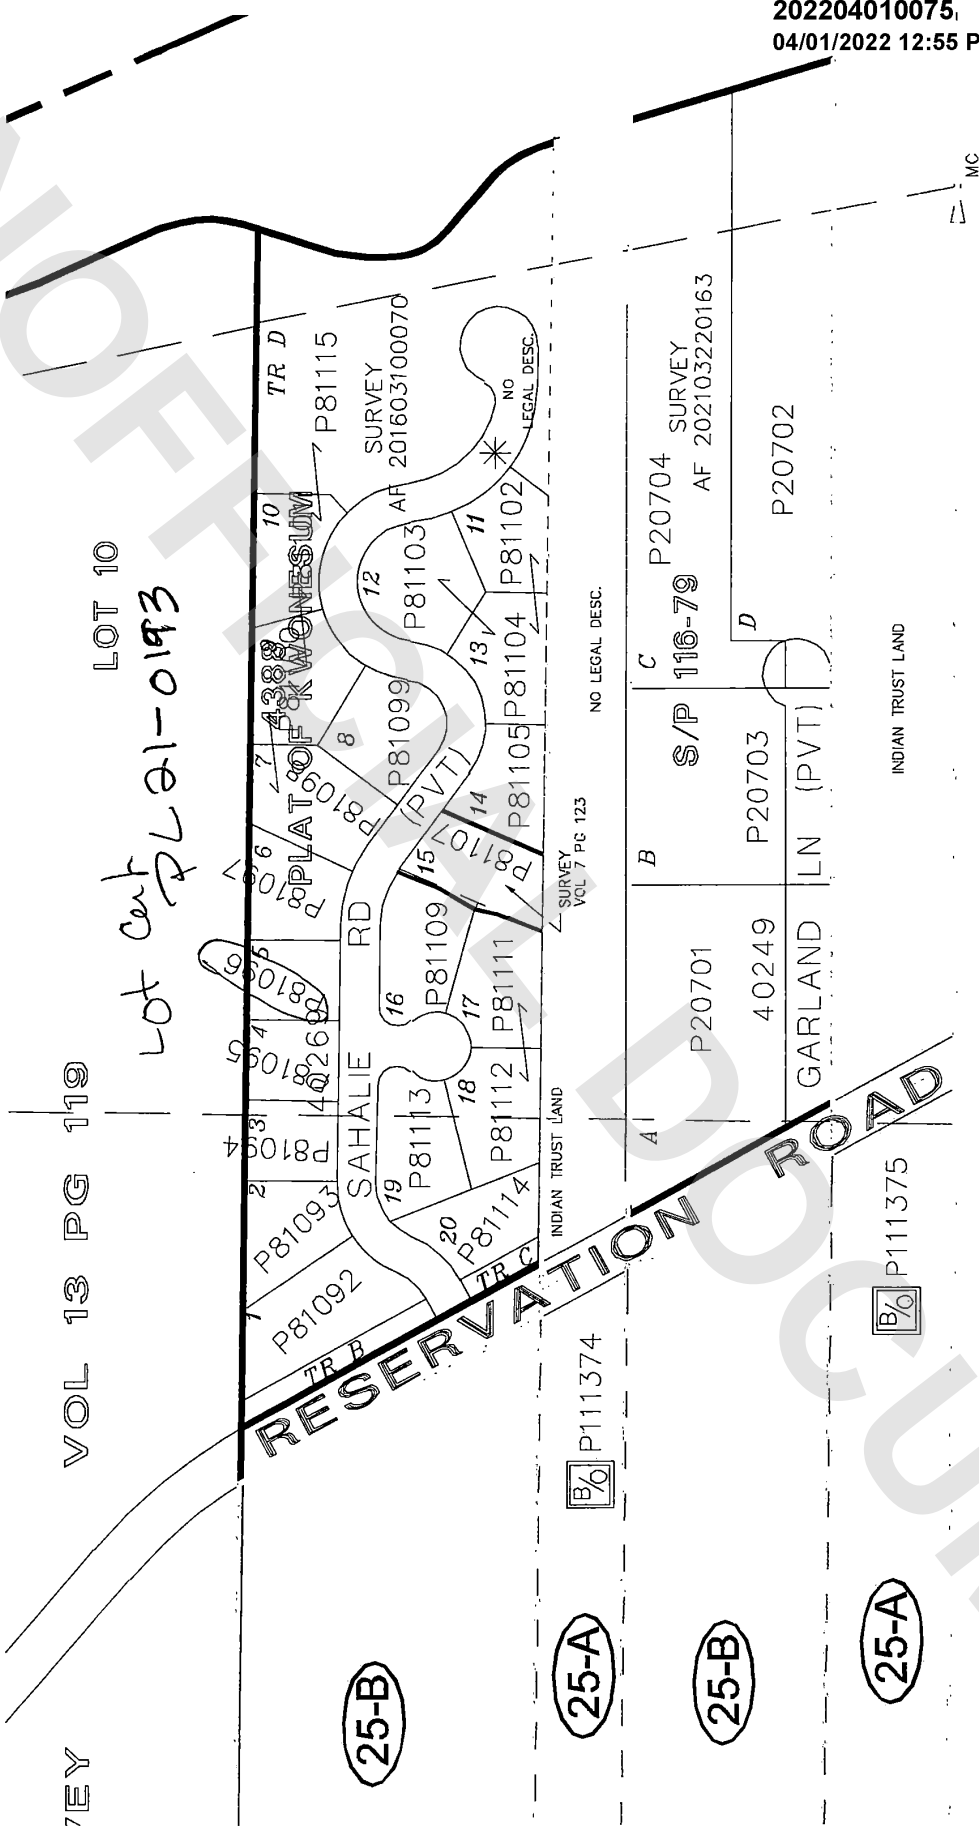 202204010075
04/01/2022 12:55 P
UNOFFICIAL DOCUM
MC
LOT 10
Lot Cert
PL21-0193
VOL 13 PG 119
VEY
TR D
P81115
SURVEY
AF 201603100070
NO
LEGAL DESC.
10
PLAT OF KWONESUM
4388
11
P81102
12
P81103
13
P81104
7
8
P81099
P81105
14
(PVT)
P81107
15
6
P81097
5
P81096
4
P81095
3
P81094
2
P81093
1
P81092
SAHALIE RD
16
P81109
17
P81111
18
P81112
P81113
19
20
P81114
TR C
TR B
SURVEY
VOL 7 PG 123
NO LEGAL DESC.
INDIAN TRUST LAND
SURVEY
AF 202103220163
P20704
S/P 116-79
P20702
C
D
B
P20703
P20701
40249
A
GARLAND LN (PVT)
INDIAN TRUST LAND
RESERVATION ROAD
B/O P111374
B/O P111375
25-B
25-A
25-B
25-A